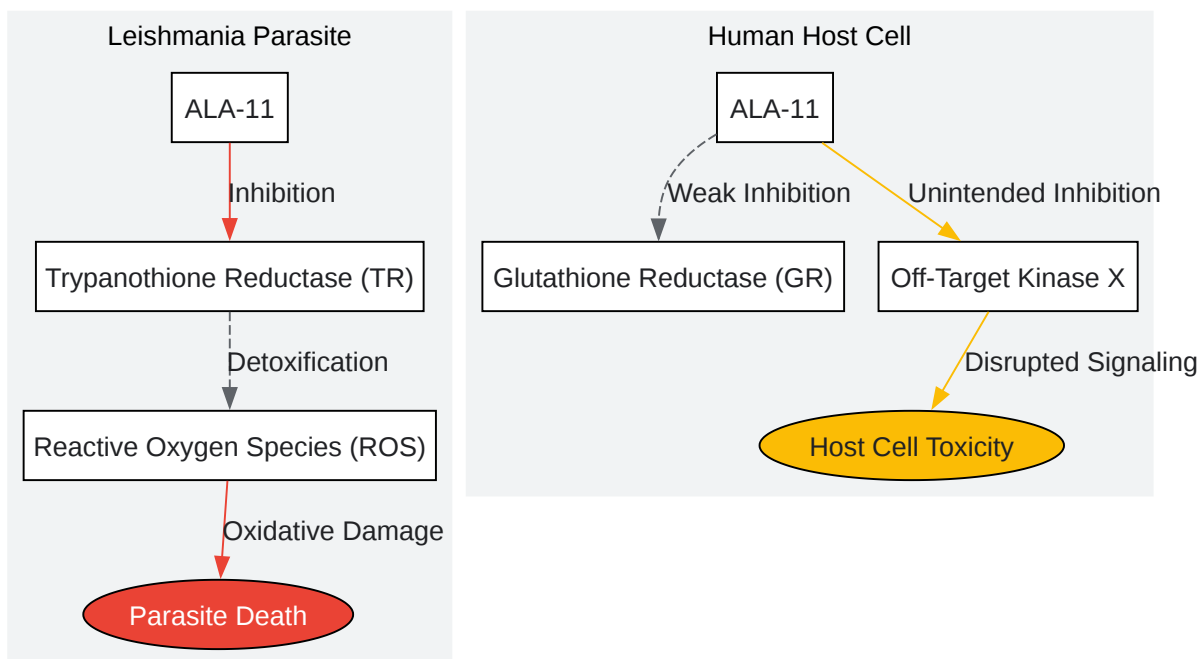 Leishmania Parasite
ALA-11
Inhibition
Trypanothione Reductase (TR)
Detoxification
Reactive Oxygen Species (ROS)
Oxidative Damage
Parasite Death
Human Host Cell
ALA-11
Weak Inhibition
Unintended Inhibition
Glutathione Reductase (GR)
Off-Target Kinase X
Disrupted Signaling
Host Cell Toxicity